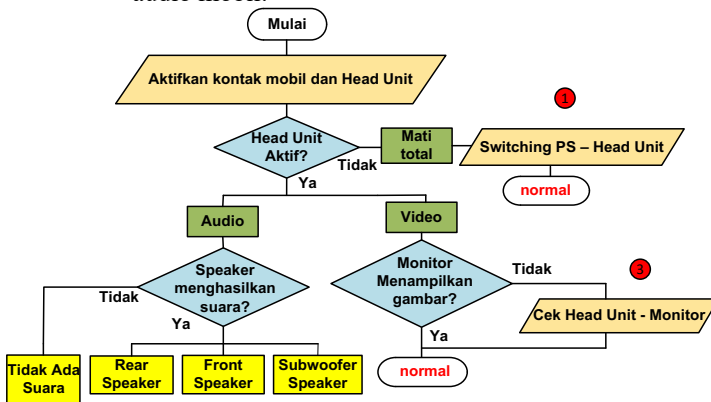 Mulai
Aktifkan kontak mobil dan Head Unit
1
Head Unit
Aktif?
Mati
total
Tidak
Switching PS – Head Unit
normal
Ya
Audio
Video
Speaker
menghasilkan
suara?
Monitor
Menampilkan
gambar?
Tidak
3
Tidak
Cek Head Unit - Monitor
Ya
Ya
Tidak Ada
Suara
Rear
Speaker
Front
Speaker
Subwoofer
Speaker
normal